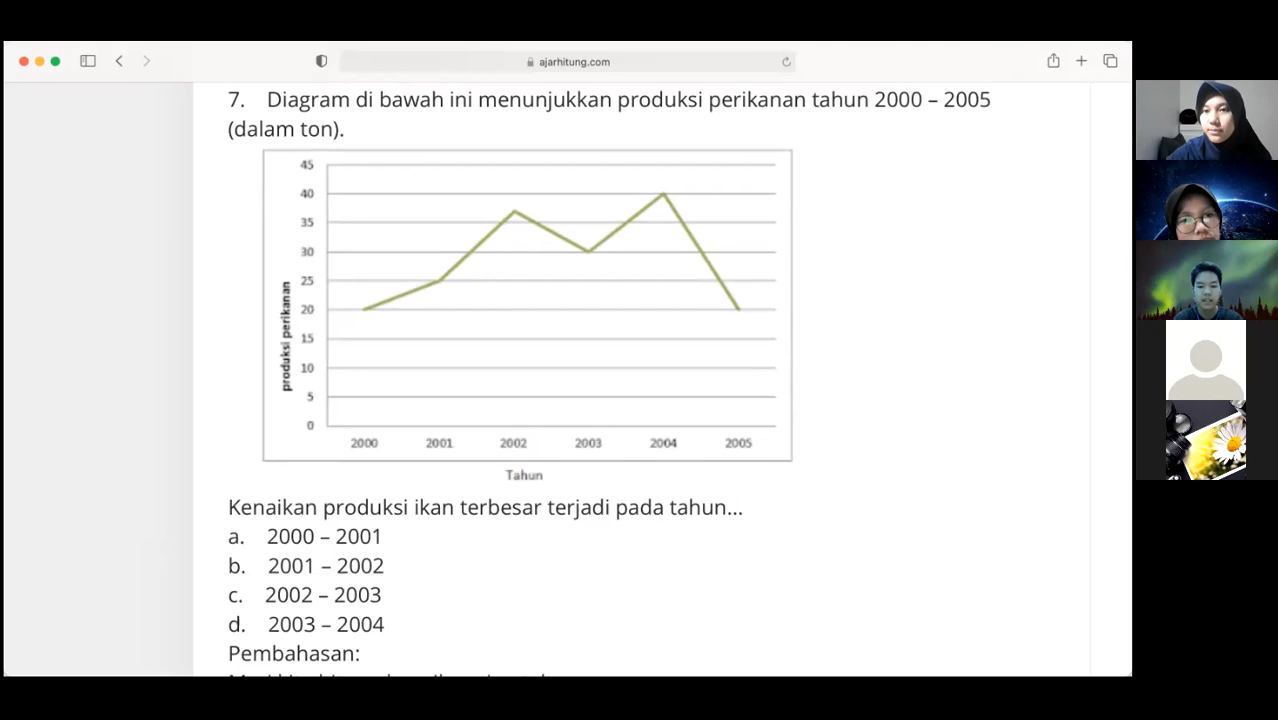 ajarhitung.com
7. Diagram di bawah ini menunjukkan produksi perikanan tahun 2000 – 2005
(dalam ton).
45
40
35
30
25
20
15
10
5
0
produksi perikanan
2000 2001 2002 2003 2004 2005
Tahun
Kenaikan produksi ikan terbesar terjadi pada tahun...
a. 2000 – 2001
b. 2001 – 2002
c. 2002 – 2003
d. 2003 – 2004
Pembahasan: